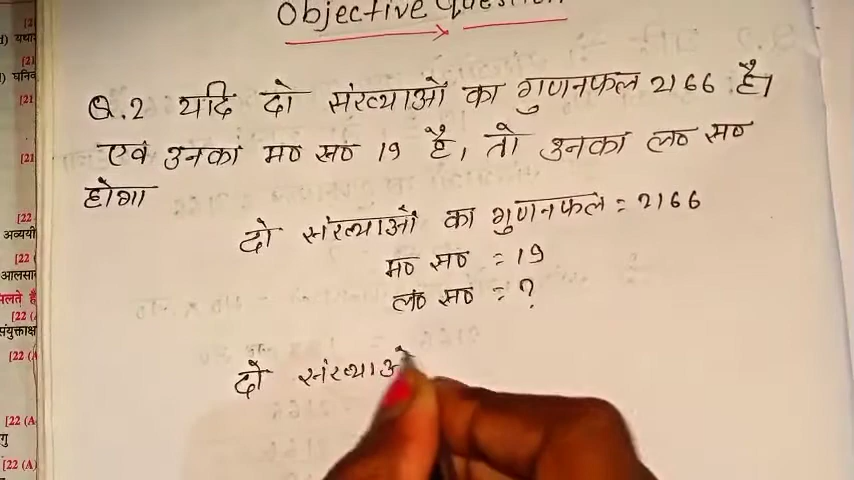 Objective Question
Q.2 यदि दो संख्याओं का गुणनफल 2166 है।
एवं उनका म० स० 19 है, तो उनका ल० स०
होगा
दो संख्याओं का गुणनफल = 2166
म० स० = 19
ल० स० = ?
दो संख्याओ